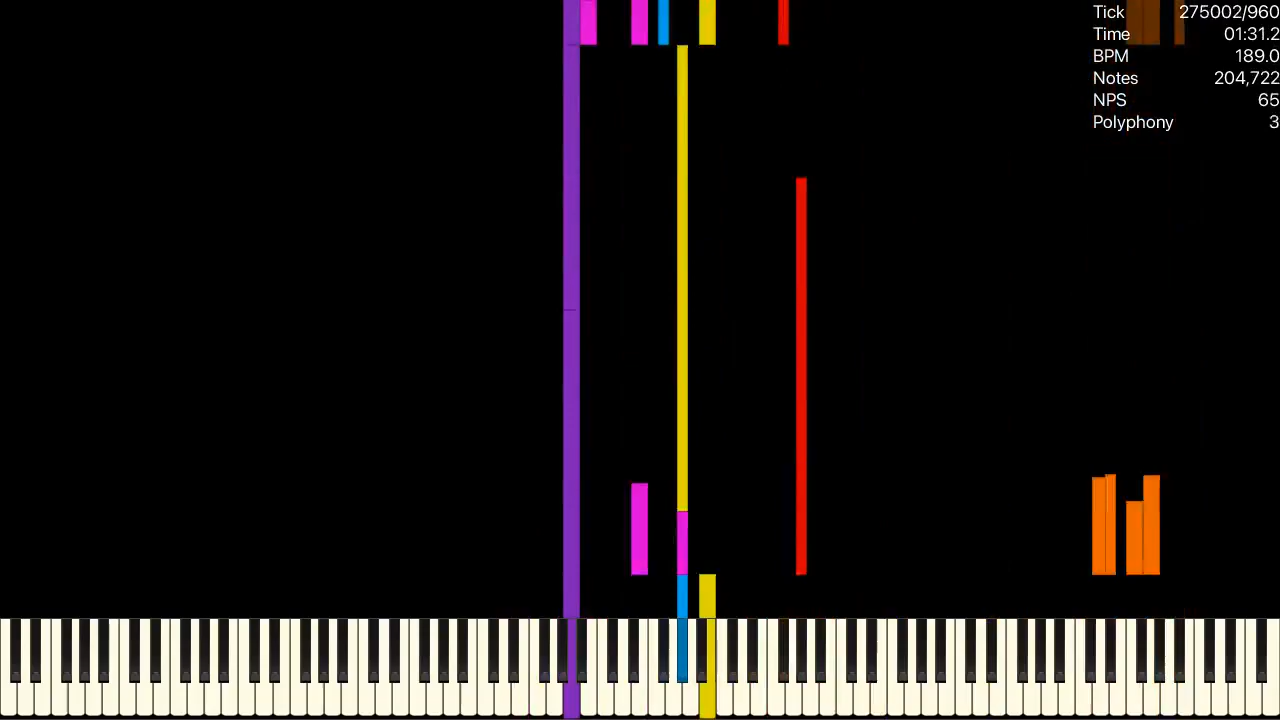 Tick 275002/960
Time 01:31.2
BPM 189.0
Notes 204,722
NPS 65
Polyphony 3